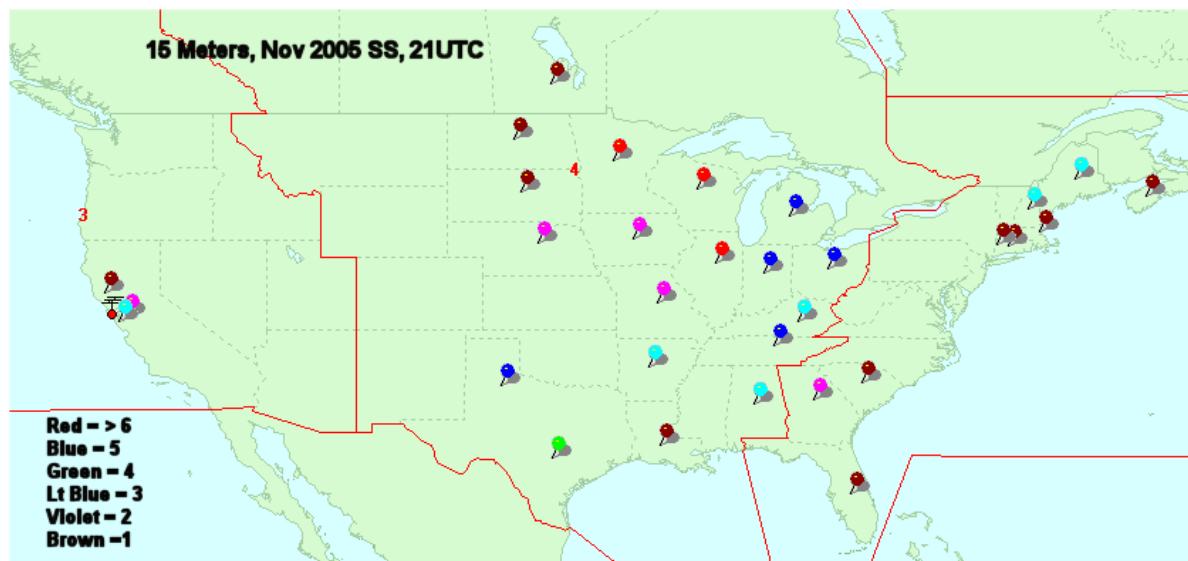 15 Meters, Nov 2005 SS, 21UTC
4
3
Red = > 6
Blue = 5
Green = 4
Lt Blue = 3
Violet = 2
Brown =1